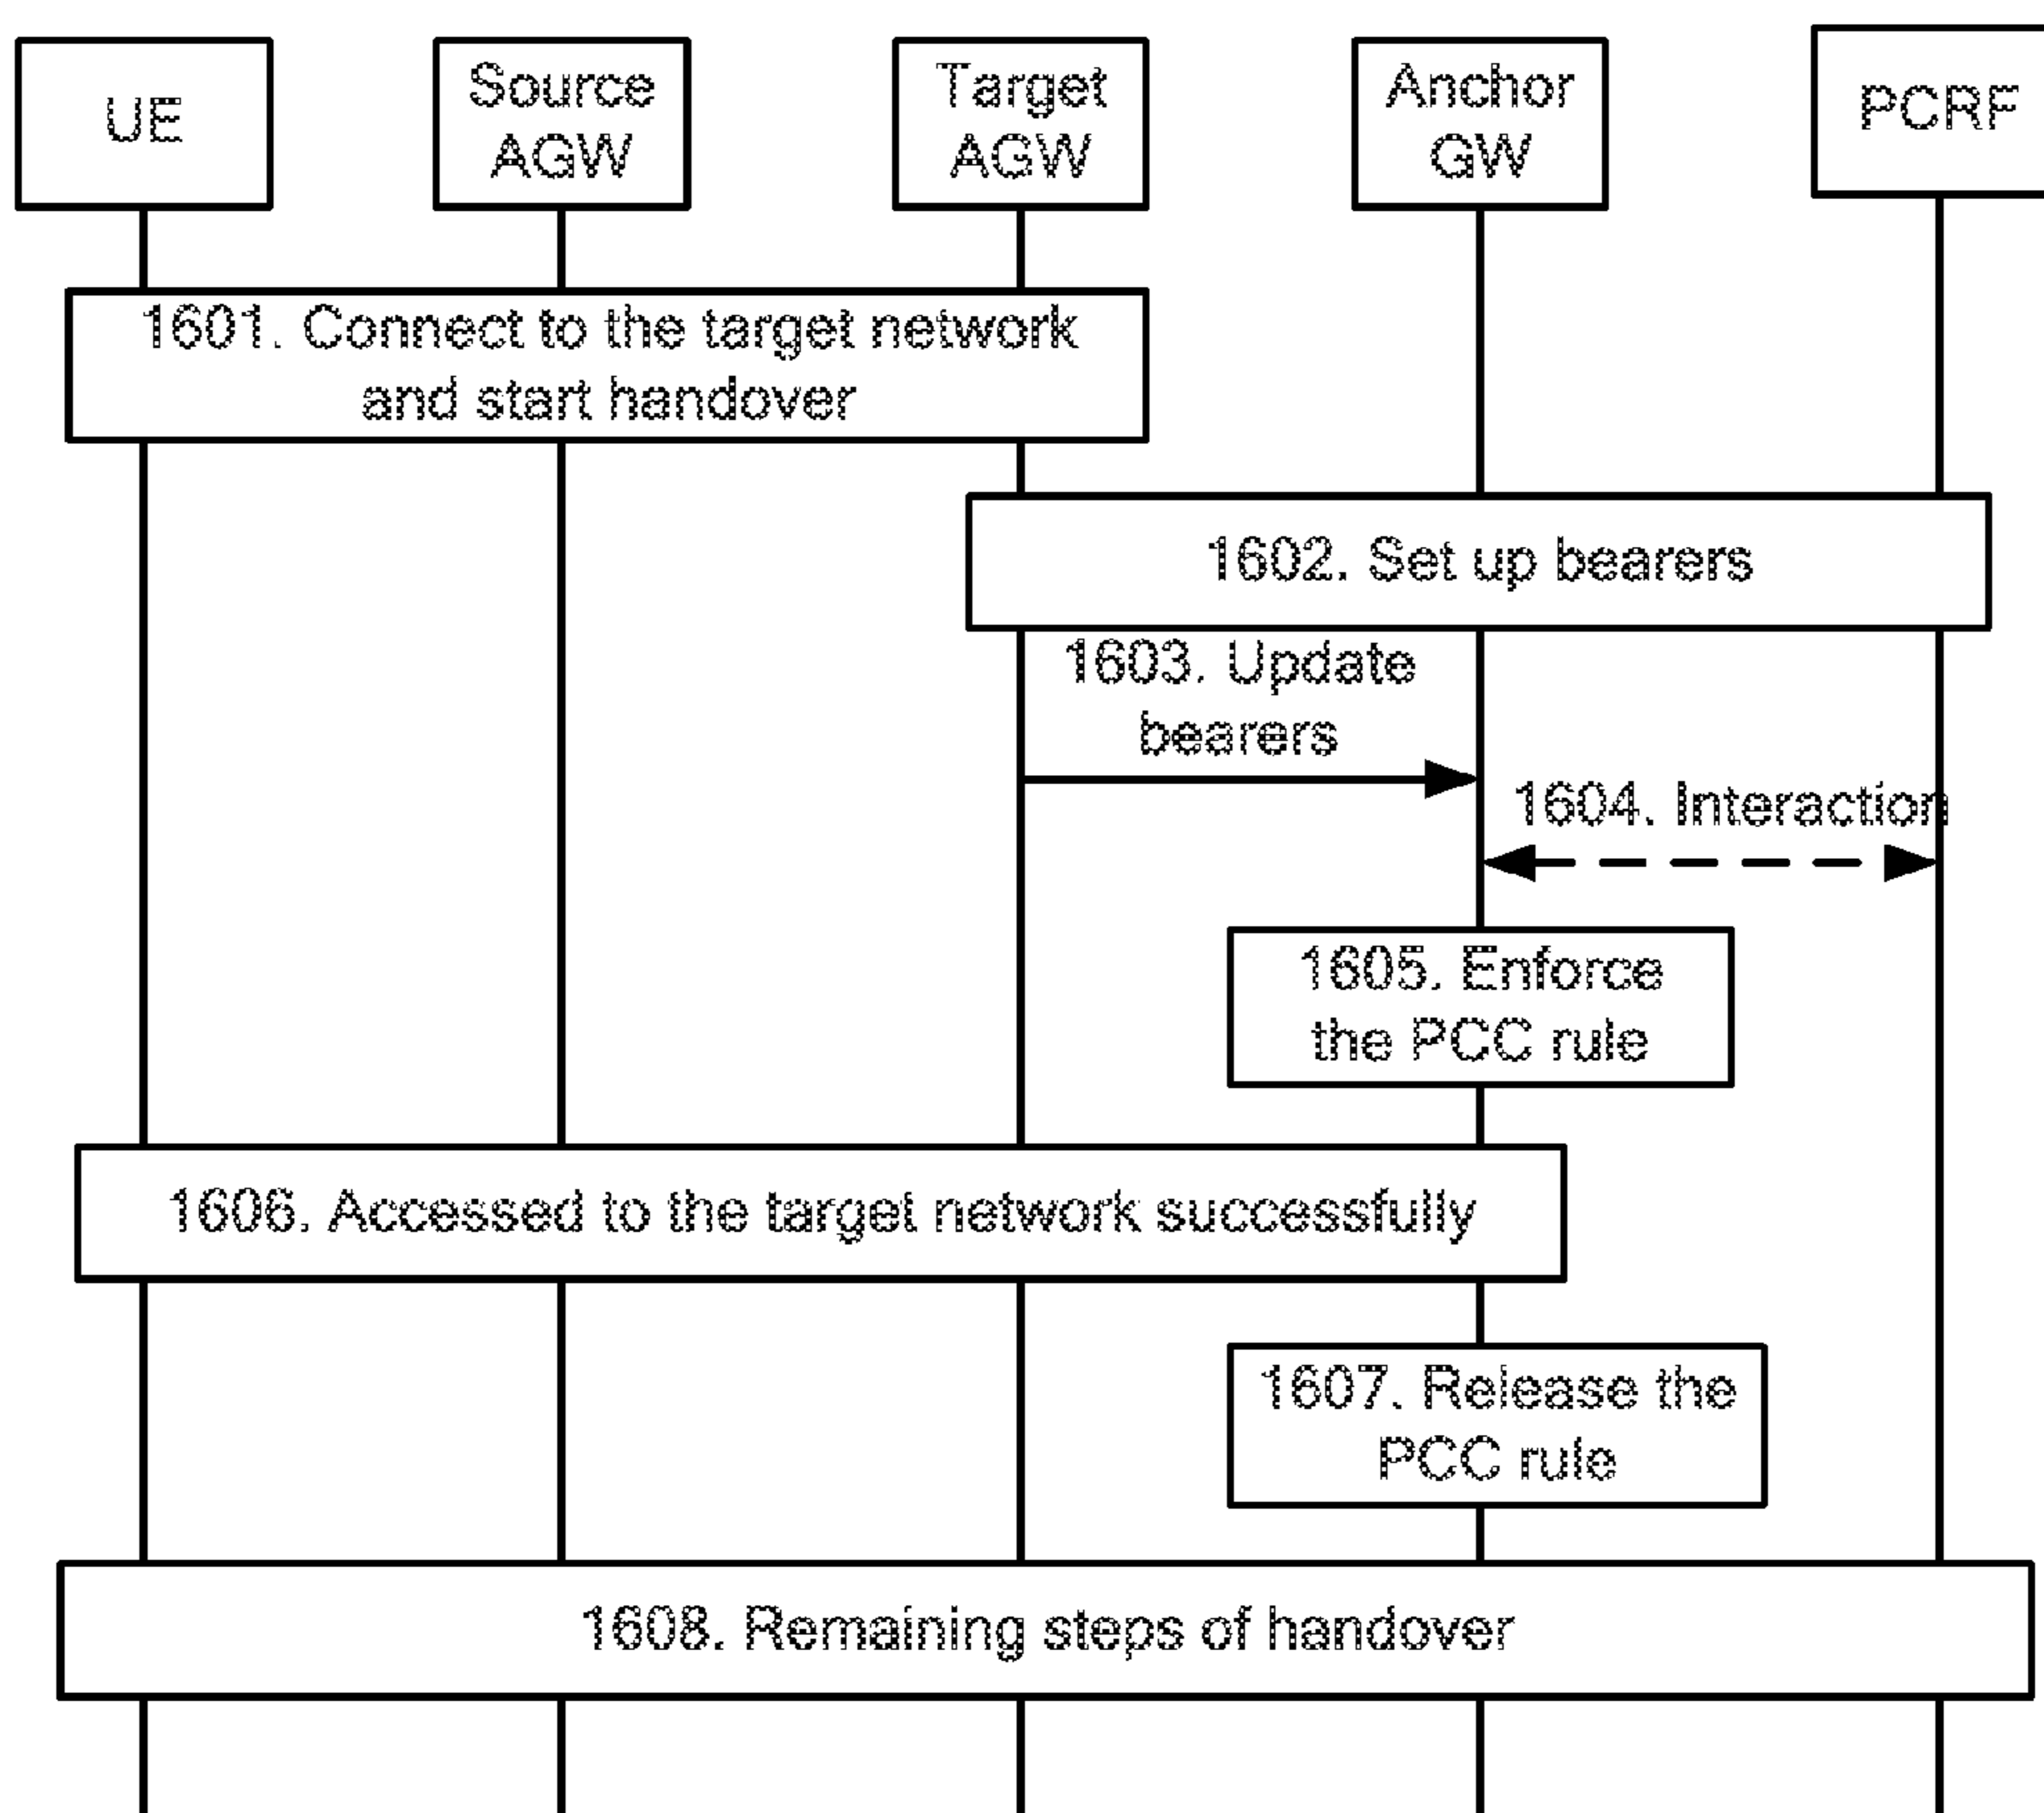 UE
Source
AGW
Target
AGW
Anchor
GW
PCRF
1601. Connect to the target network
and start handover
1602. Set up bearers
1603. Update
bearers
1604. Interaction
1605. Enforce
the PCC rule
1606. Accessed to the target network successfully
1607. Release the
PCC rule
1608. Remaining steps of handover